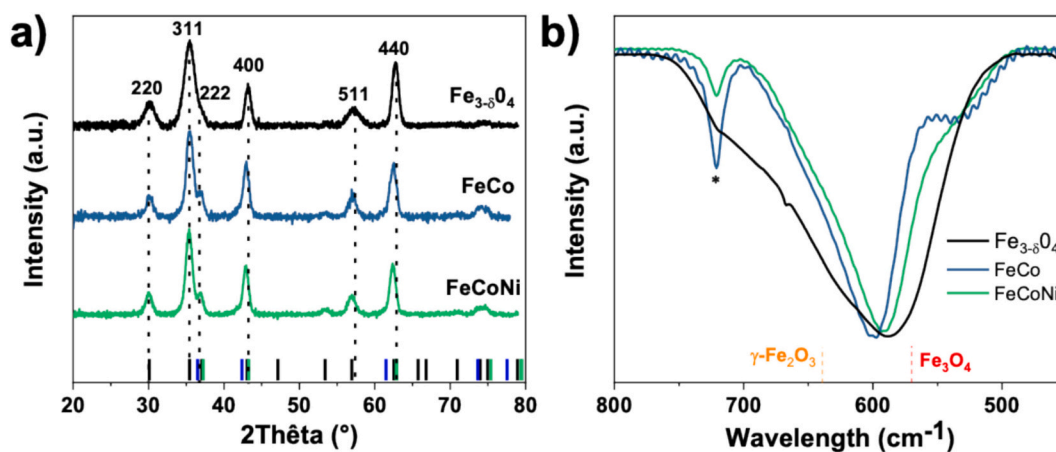 a)
Intensity (a.u.)
311
440
220
222
400
511
Fe3-δ04
FeCo
FeCoNi
20 30 40 50 60 70 80
2Thêta (°)
b)
Intensity (a.u.)
*
Fe3-δ04
FeCo
FeCoNi
γ-Fe2O3
Fe3O4
800 700 600 500
Wavelength (cm-1)